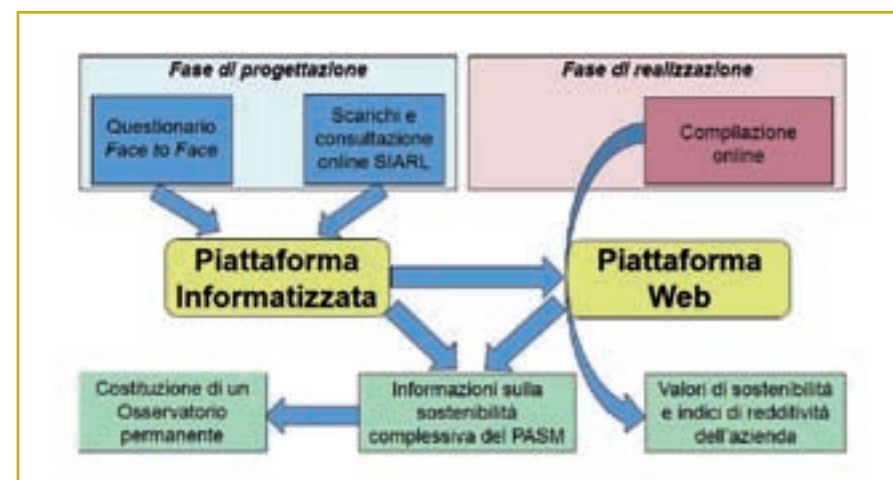 Fase di progettazione
Fase di realizzazione
Questionario
Face to Face
Scarichi e
consultazione
online SIARL
Compilazione
online
Piattaforma
Informatizzata
Piattaforma
Web
Costituzione di un
Osservatorio
permanente
Informazioni sulla
sostenibilità
complessiva del PASM
Valori di sostenibilità
e indici di redditività
dell'azienda